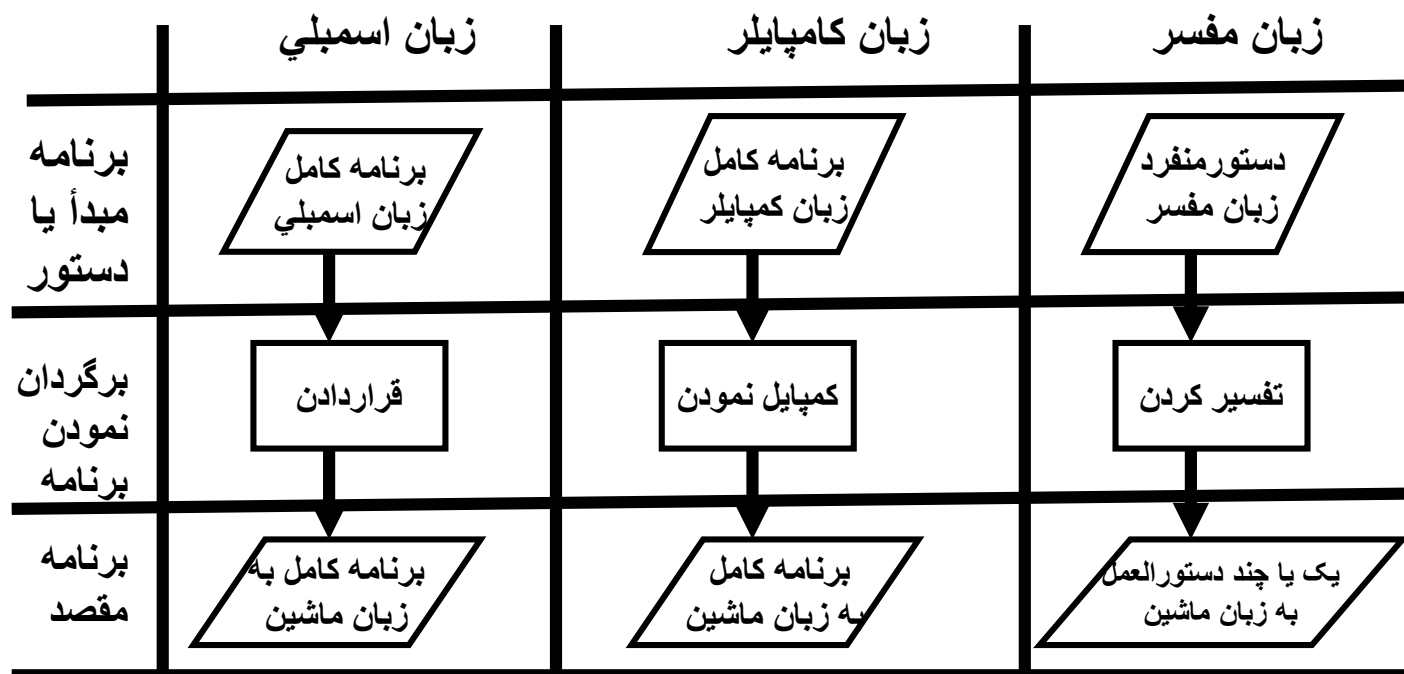 زبان مفسر
زبان کامپایلر
زبان اسمبلي
برنامه
مبدأ یا
دستور
دستورمنفرد
زبان مفسر
برنامه کامل
زبان کمپایلر
برنامه کامل
زبان اسمبلي
برگردان
نمودن
برنامه
تفسیر کردن
کمپایل نمودن
قراردادن
برنامه
مقصد
یک یا چند دستورالعمل
به زبان ماشین
برنامه کامل
به زبان ماشین
برنامه کامل به
زبان ماشین